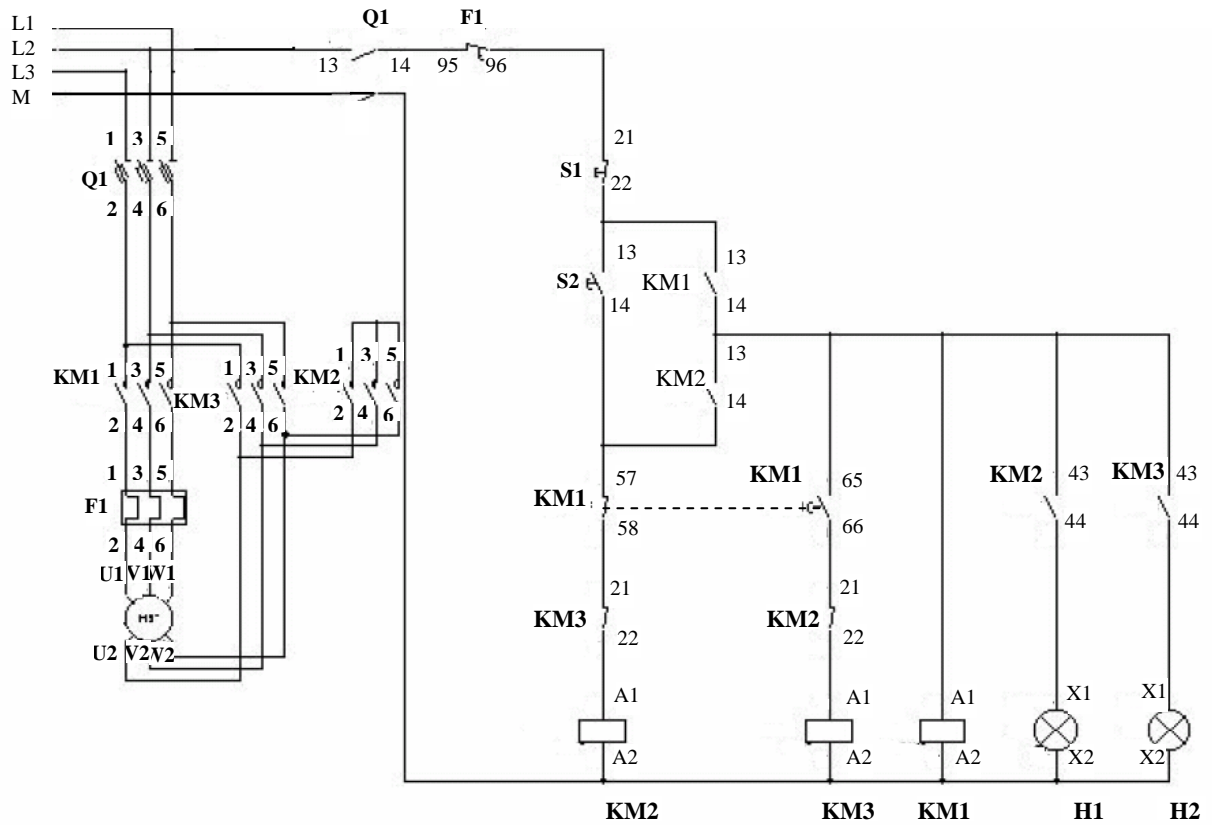 L1
Q1 F1
L2
13 14 95 96
L3
M
1 3 5
21
Q1
S1
22
2 4 6
13 13
S2 KM1
14 14
1 3 5 13
1 3 5 1 3 5 KM2
KM1 KM3 KM2
14
2 4 6 2 4 6 2 4 6
1 3 5 57 65 43 43
KM1 KM1 KM2 KM3
F1
58 66 44 44
2 4 6
U1 V1 W1
21 21
KM3 KM2
22 22
U2 V2 W2
A1 A1 A1 X1 X1
A2 A2 A2 X2 X2
KM2 KM3 KM1 H1 H2